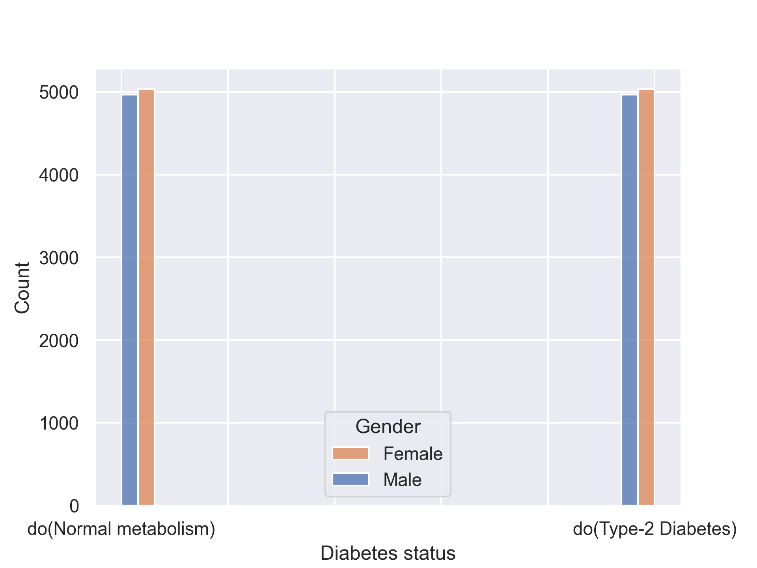 5000
4000
3000
2000
1000
0
Count
Gender
Female
Male
do(Normal metabolism)
do(Type-2 Diabetes)
Diabetes status